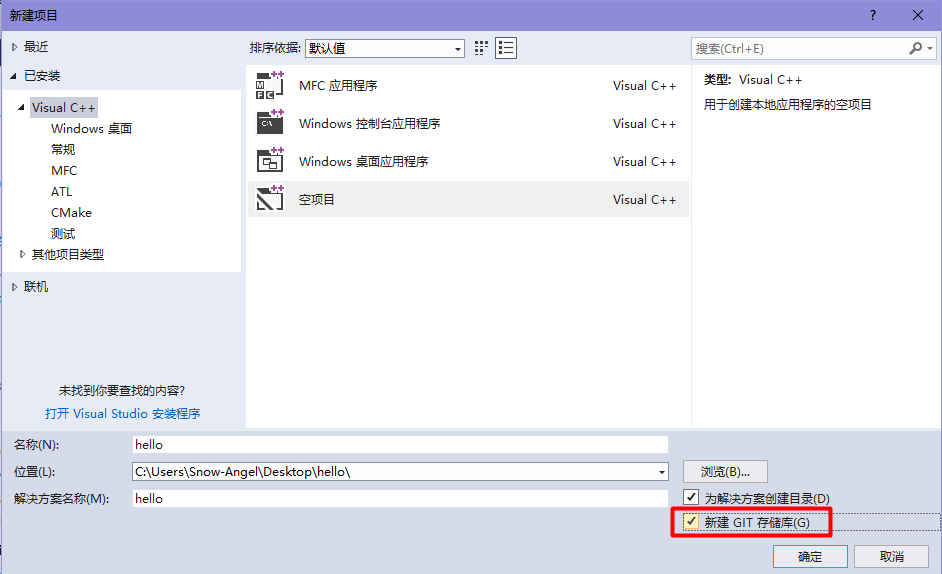 新建项目
?
最近
已安装
Visual C++
Windows 桌面
常规
MFC
ATL
CMake
测试
其他项目类型
联机
未找到你要查找的内容?
打开 Visual Studio 安装程序
排序依据: 默认值
MFC 应用程序 Visual C++
Windows 控制台应用程序 Visual C++
Windows 桌面应用程序 Visual C++
空项目 Visual C++
搜索(Ctrl+E)
类型: Visual C++
用于创建本地应用程序的空项目
名称(N): hello
位置(L): C:\Users\Snow-Angel\Desktop\hello\ 浏览(B)...
解决方案名称(M): hello
为解决方案创建目录(D)
新建 GIT 存储库(G)
确定 取消